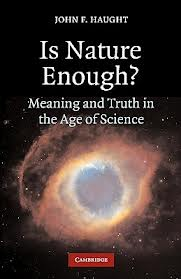 JOHN F. HAUGHT
Is Nature
Enough?
Meaning and Truth in
the Age of Science
CAMBRIDGE